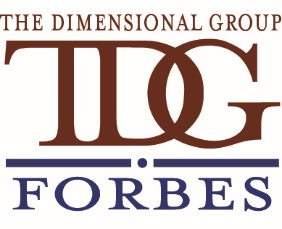 THE DIMENSIONAL GROUP
TDG
FORBES